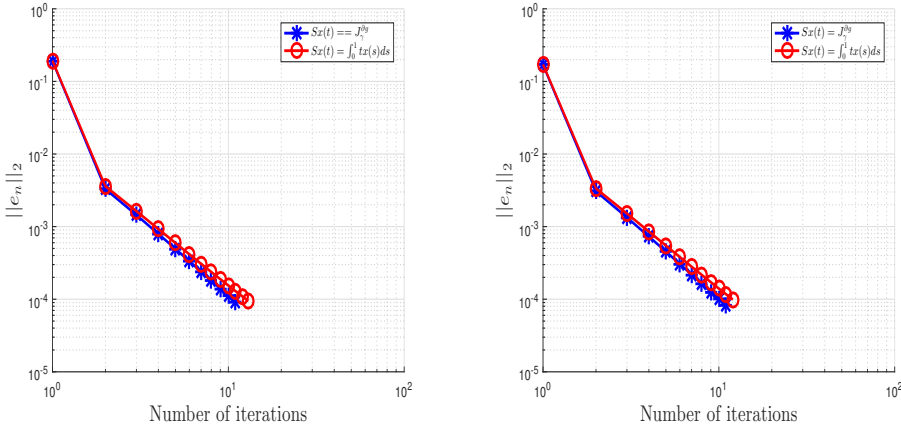 10^0
10^-1
10^-2
10^-3
10^-4
10^-5
||e_n||_2
10^0
10^1
10^2
Number of iterations
Sx(t) == J_γ^{∂g}
Sx(t) = ∫_0^1 tx(s)ds
10^0
10^-1
10^-2
10^-3
10^-4
10^-5
||e_n||_2
10^0
10^1
10^2
Number of iterations
Sx(t) = J_γ^{∂g}
Sx(t) = ∫_0^1 tx(s)ds